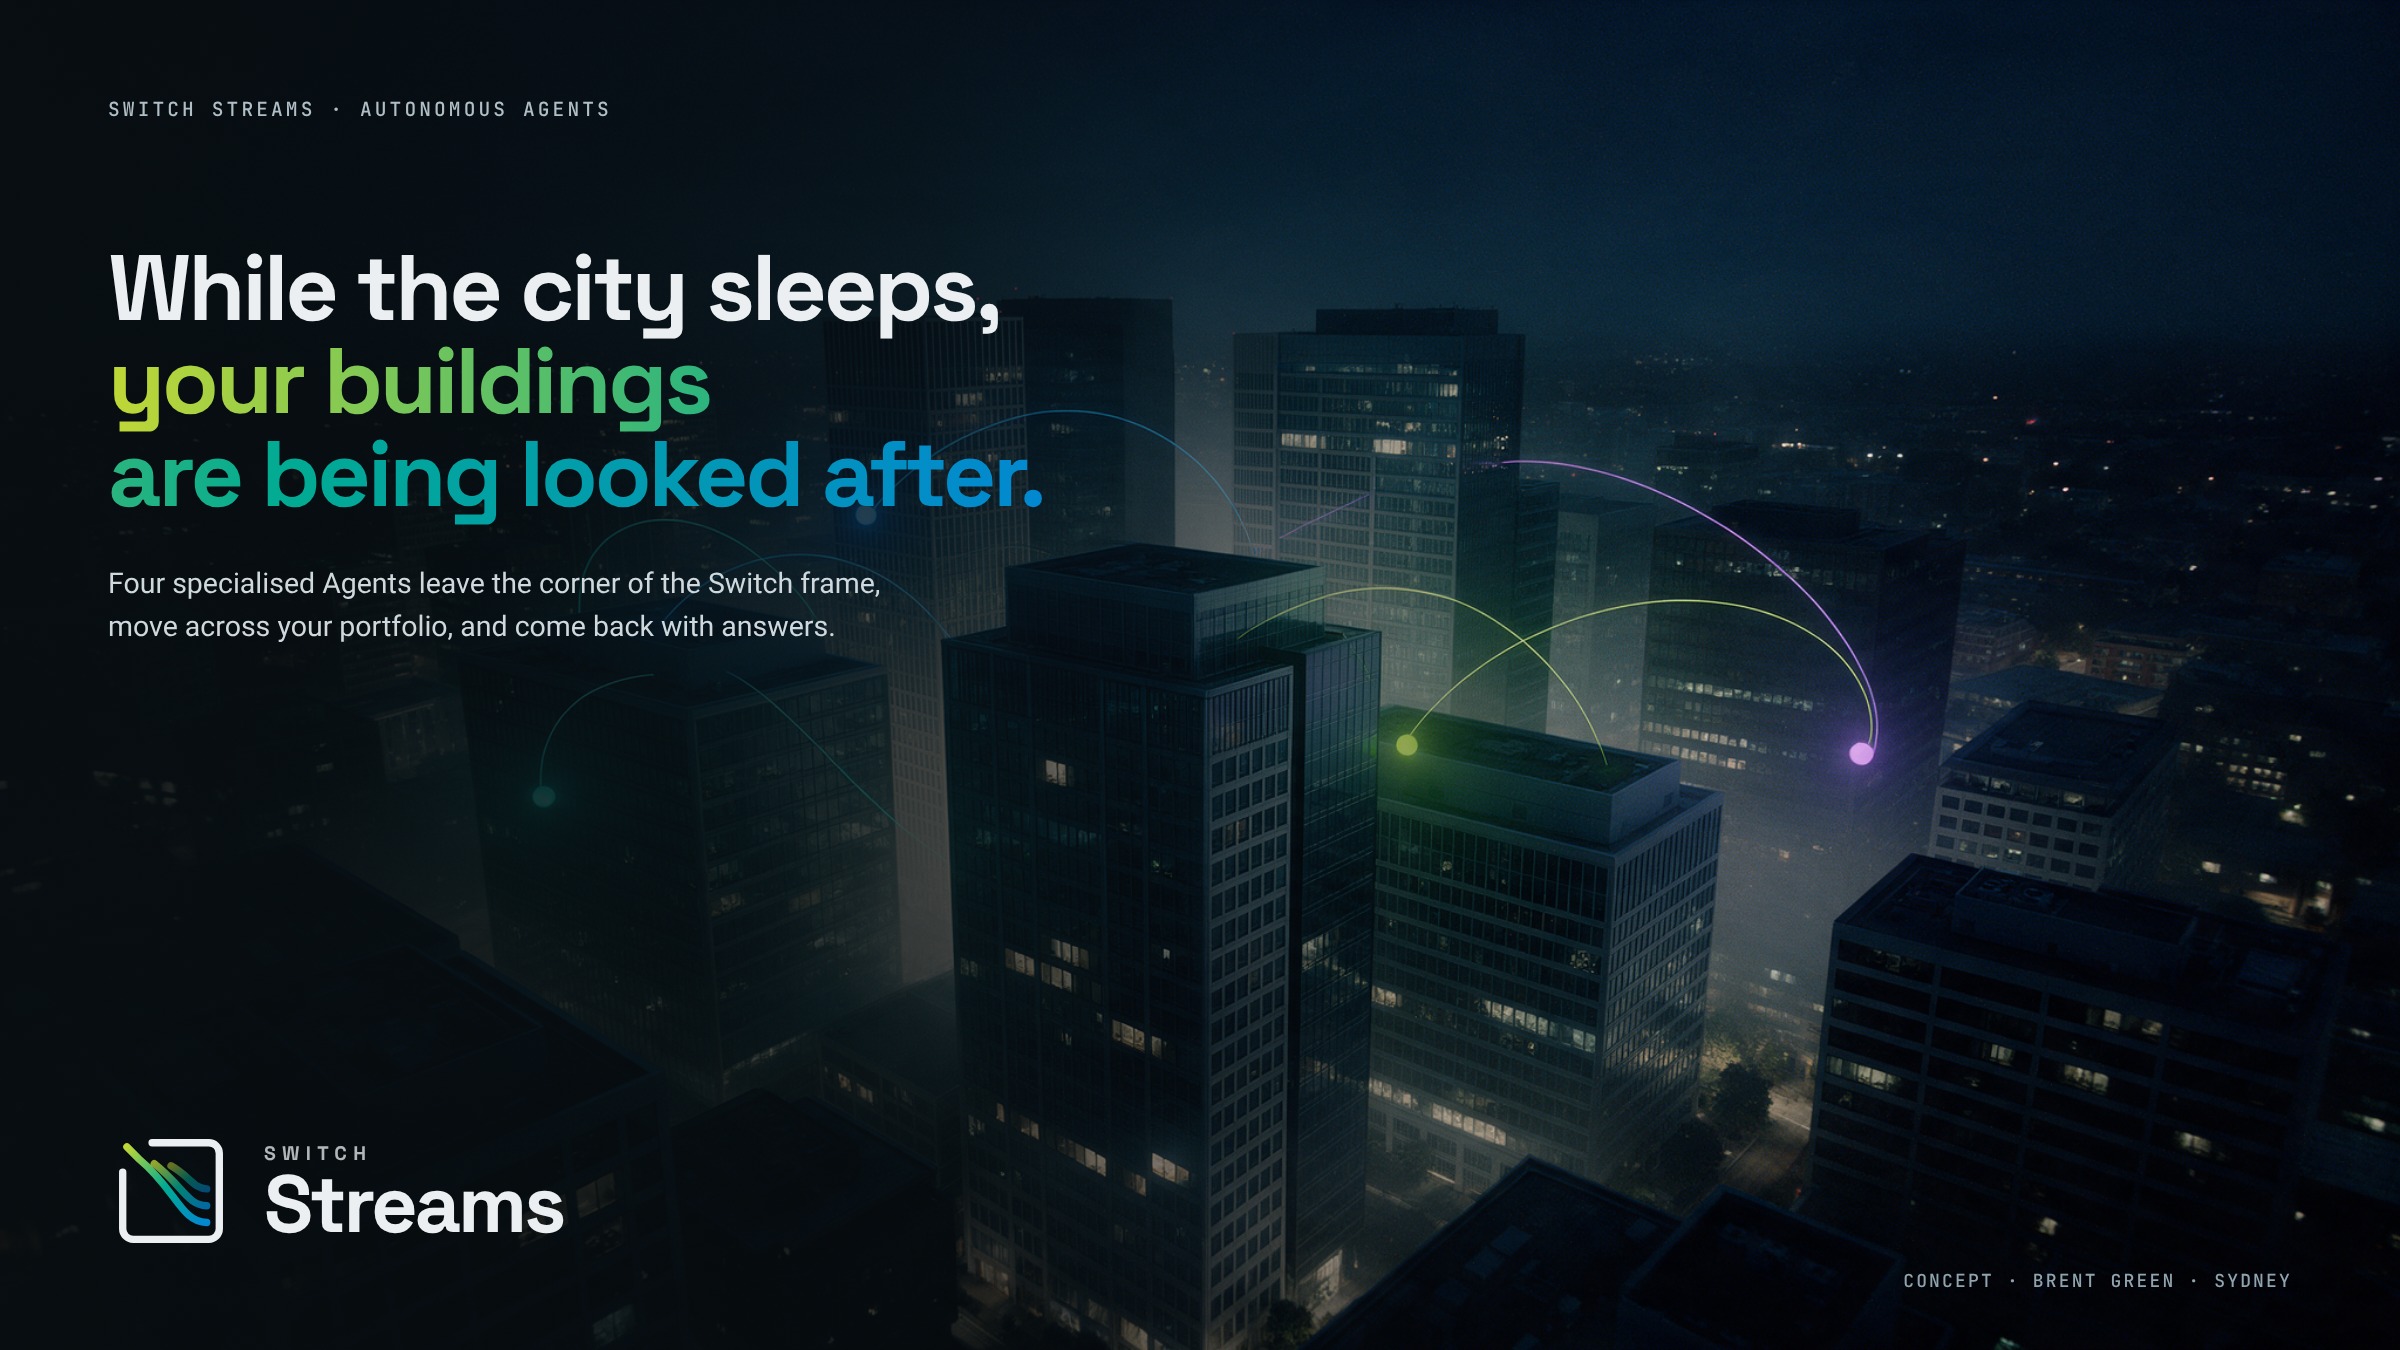 SWITCH STREAMS · AUTONOMOUS AGENTS
While the city sleeps,
your buildings
are being looked after.
Four specialised Agents leave the corner of the Switch frame,
move across your portfolio, and come back with answers.
SWITCH
Streams
CONCEPT · BRENT GREEN · SYDNEY